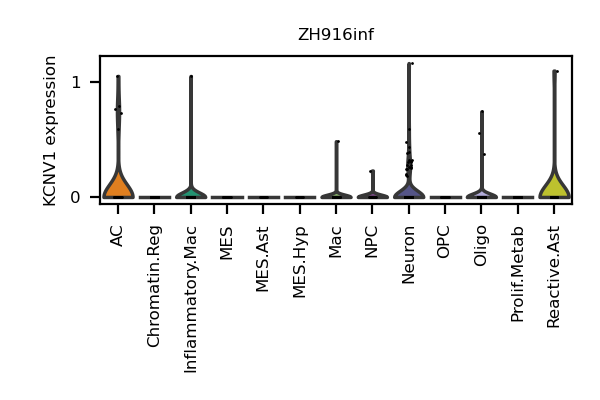 ZH916inf
KCNV1 expression
1
0
AC
Chromatin.Reg
Inflammatory.Mac
MES
MES.Ast
MES.Hyp
Mac
NPC
Neuron
OPC
Oligo
Prolif.Metab
Reactive.Ast